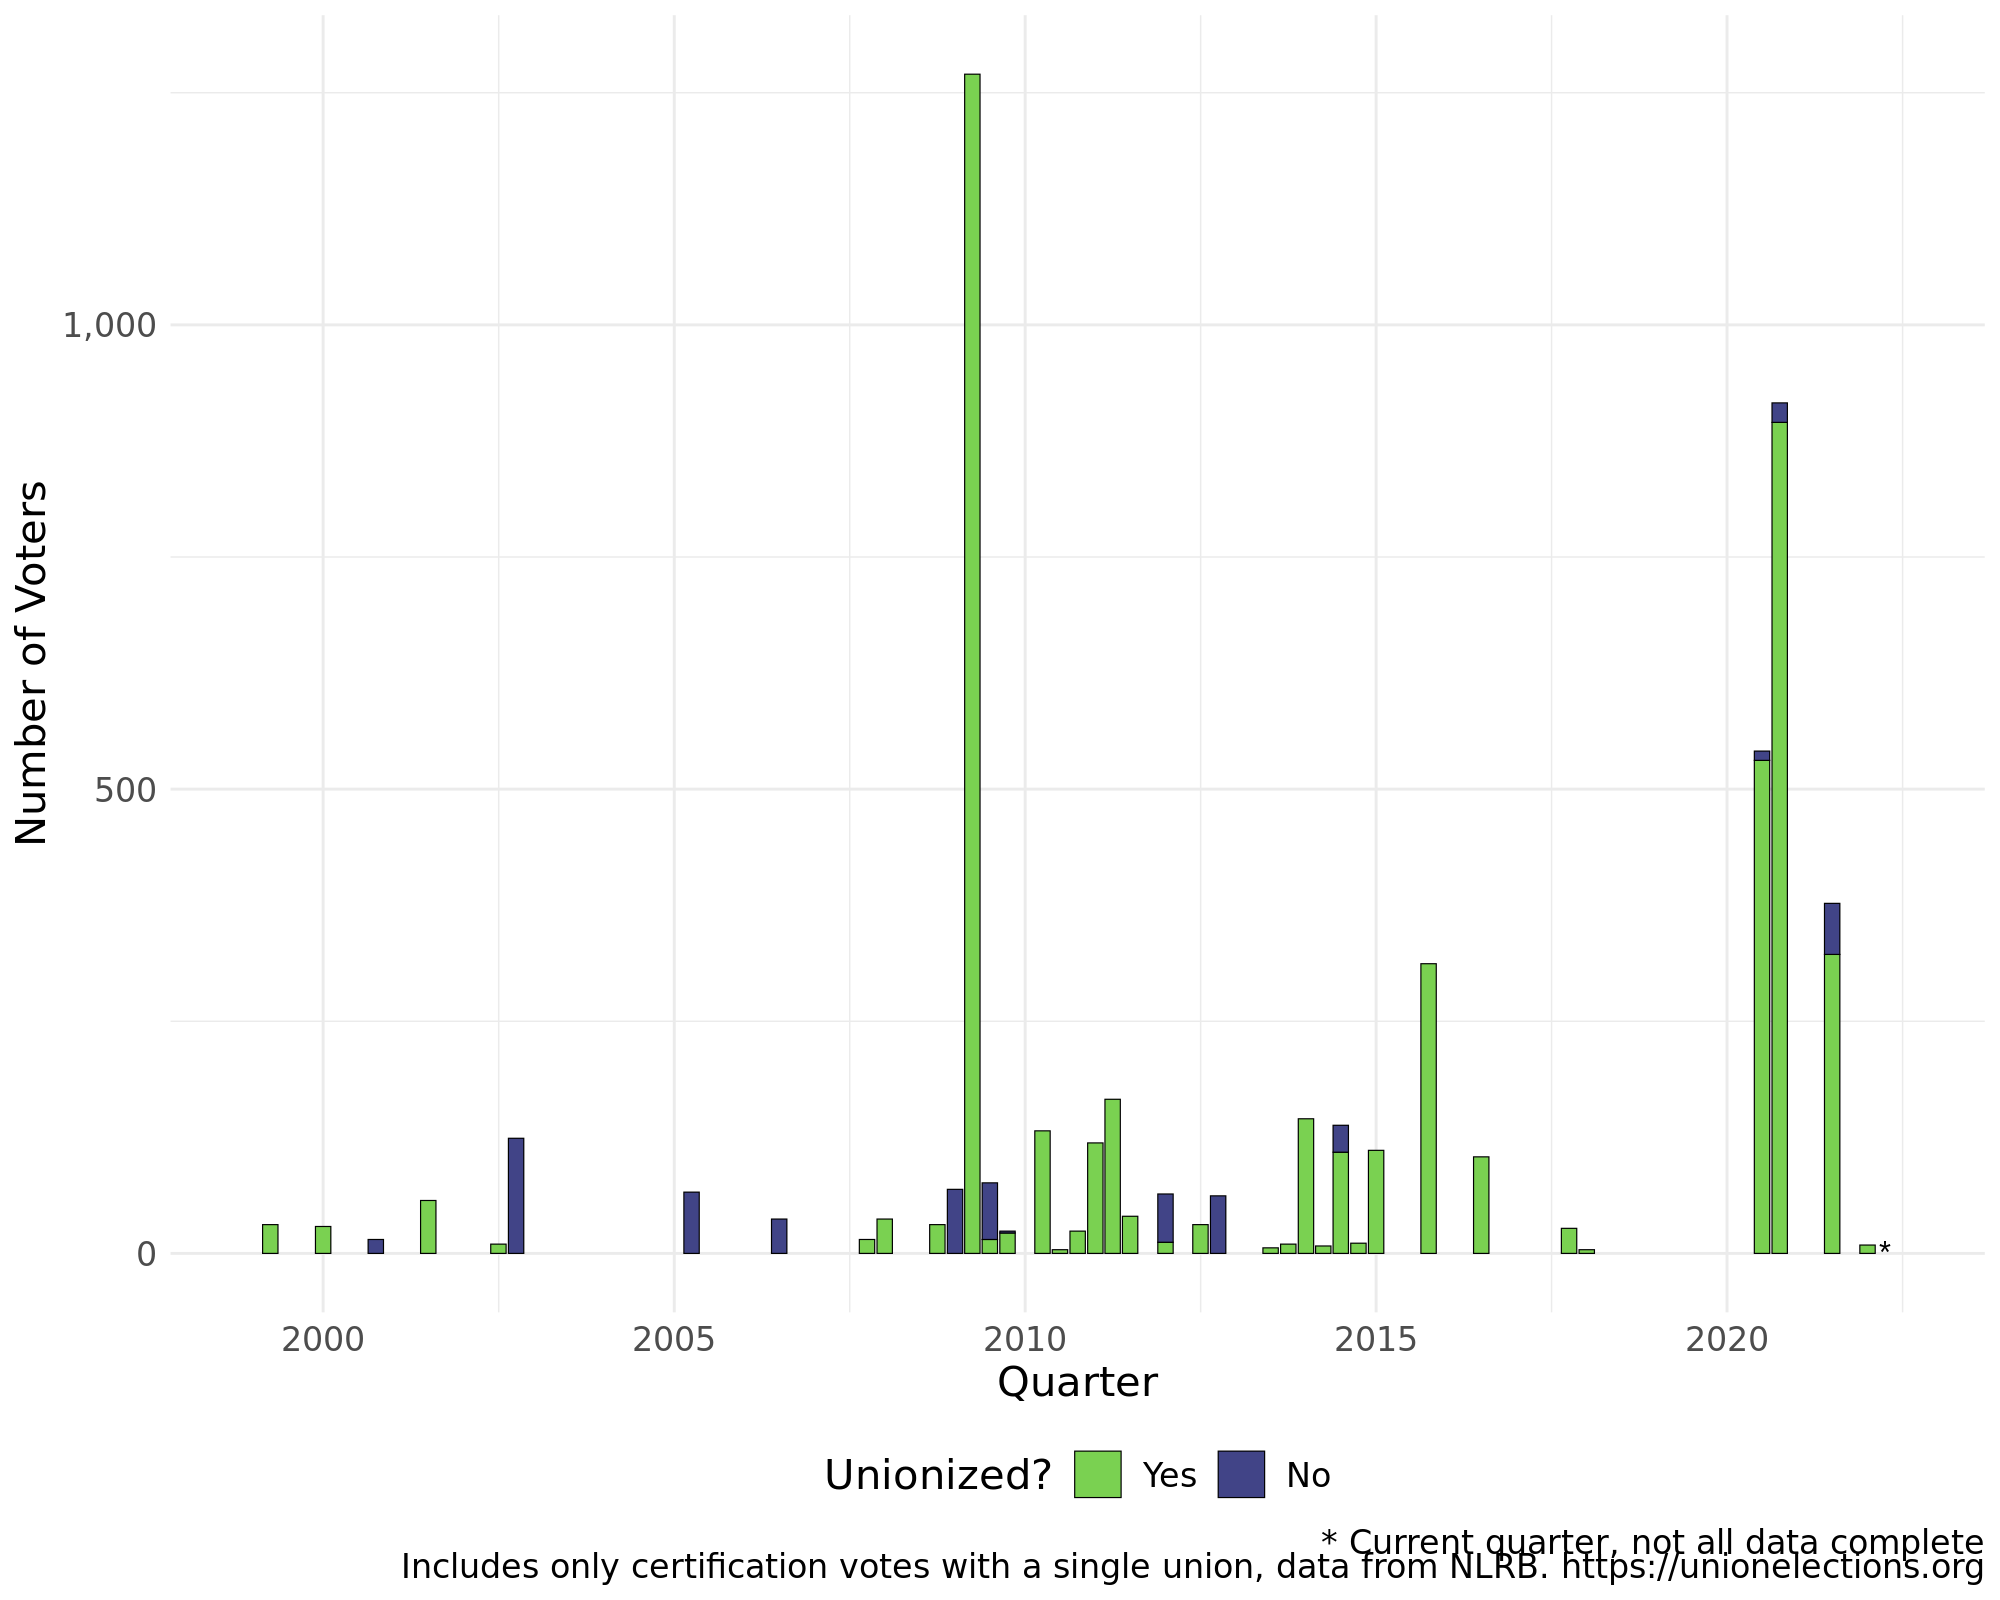 1,000
500
0
Number of Voters
*
2000 2005 2010 2015 2020
Quarter
Unionized? Yes No
* Current quarter, not all data complete
Includes only certification votes with a single union, data from NLRB. https://unionelections.org